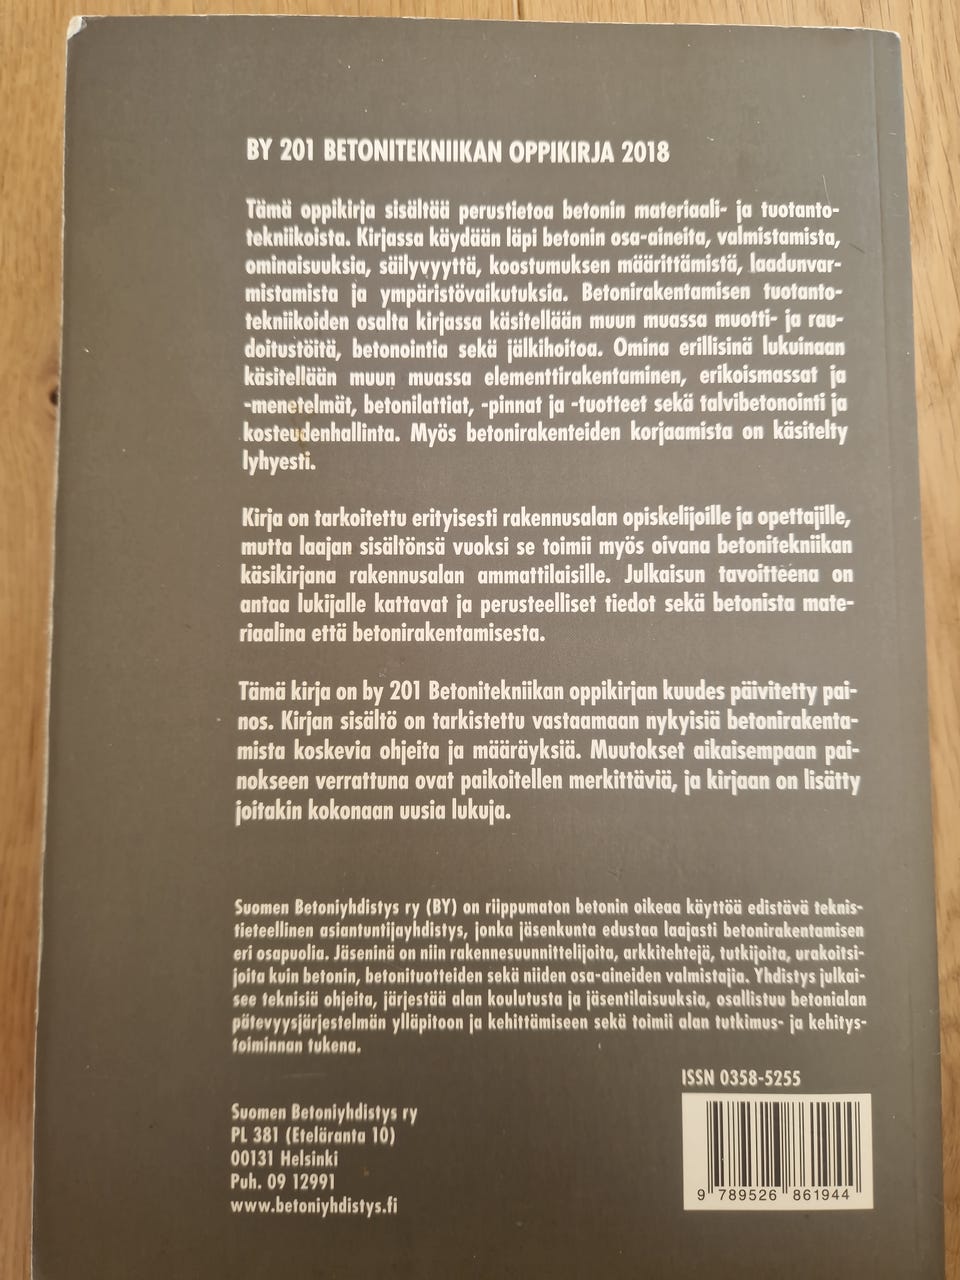 BY 201 BETONITEKNIIKAN OPPIKIRJA 2018
Tämä oppikirja sisältää perustietoa betonin materiaali- ja tuotanto-
tekniikoista. Kirjassa käydään läpi betonin osa-aineita, valmistamista,
ominaisuuksia, säilyvyyttä, koostumuksen määrittämistä, laadunvar-
mistamista ja ympäristövaikutuksia. Betonirakentamisen tuotanto-
tekniikoiden osalta kirjassa käsitellään muun muassa muotti- ja rau-
doitustöitä, betonointia sekä jälkihoitoa. Omina erillisinä lukuinaan
käsitellään muun muassa elementtirakentaminen, erikoismassat ja
-menetelmät, betonilattiat, -pinnat ja -tuotteet sekä talvibetonointi ja
kosteudenhallinta. Myös betonirakenteiden korjaamista on käsitelty
lyhyesti.
Kirja on tarkoitettu erityisesti rakennusalan opiskelijoille ja opettajille,
mutta laajan sisältönsä vuoksi se toimii myös oivana betonitekniikan
käsikirjana rakennusalan ammattilaisille. Julkaisun tavoitteena on
antaa lukijalle kattavat ja perusteelliset tiedot sekä betonista mate-
riaalina että betonirakentamisesta.
Tämä kirja on by 201 Betonitekniikan oppikirjan kuudes päivitetty pai-
nos. Kirjan sisältö on tarkistettu vastaamaan nykyisiä betonirakenta-
mista koskevia ohjeita ja määräyksiä. Muutokset aikaisempaan pai-
nokseen verrattuna ovat paikoitellen merkittäviä, ja kirjaan on lisätty
joitakin kokonaan uusia lukuja.
Suomen Betoniyhdistys ry (BY) on riippumaton betonin oikeaa käyttöä edistävä teknis-
tieteellinen asiantuntijayhdistys, jonka jäsenkunta edustaa laajasti betonirakentamisen
eri osapuolia. Jäseninä on niin rakennesuunnittelijoita, arkkitehtejä, tutkijoita, urakoitsi-
joita kuin betonin, betonituotteiden sekä niiden osa-aineiden valmistajia. Yhdistys julkai-
see teknisiä ohjeita, järjestää alan koulutusta ja jäsentilaisuuksia, osallistuu betonialan
pätevyysjärjestelmän ylläpitoon ja kehittämiseen sekä toimii alan tutkimus- ja kehitys-
toiminnan tukena.
ISSN 0358-5255
Suomen Betoniyhdistys ry
PL 381 (Eteläranta 10)
00131 Helsinki
Puh. 09 12991
www.betoniyhdistys.fi
9 789526 861944